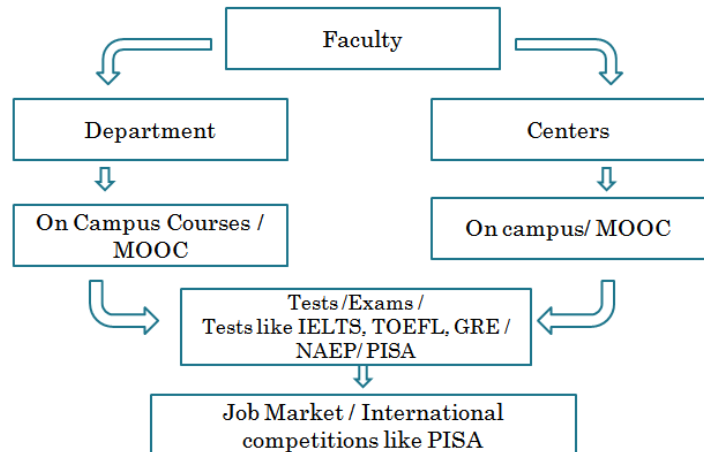 Faculty
Department
Centers
On Campus Courses /
MOOC
On campus/ MOOC
Tests /Exams /
Tests like IELTS, TOEFL, GRE /
NAEP/ PISA
Job Market / International
competitions like PISA